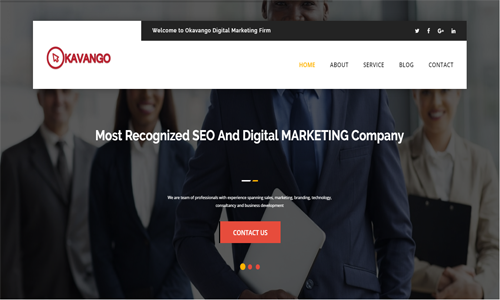 Welcome to Okavango Digital Marketing Firm
OKAVANGO
HOME ABOUT SERVICE BLOG CONTACT
Most Recognized SEO And Digital MARKETING Company
We are team of professionals with experience spanning sales, marketing, branding, technology,
consultancy and business development
CONTACT US